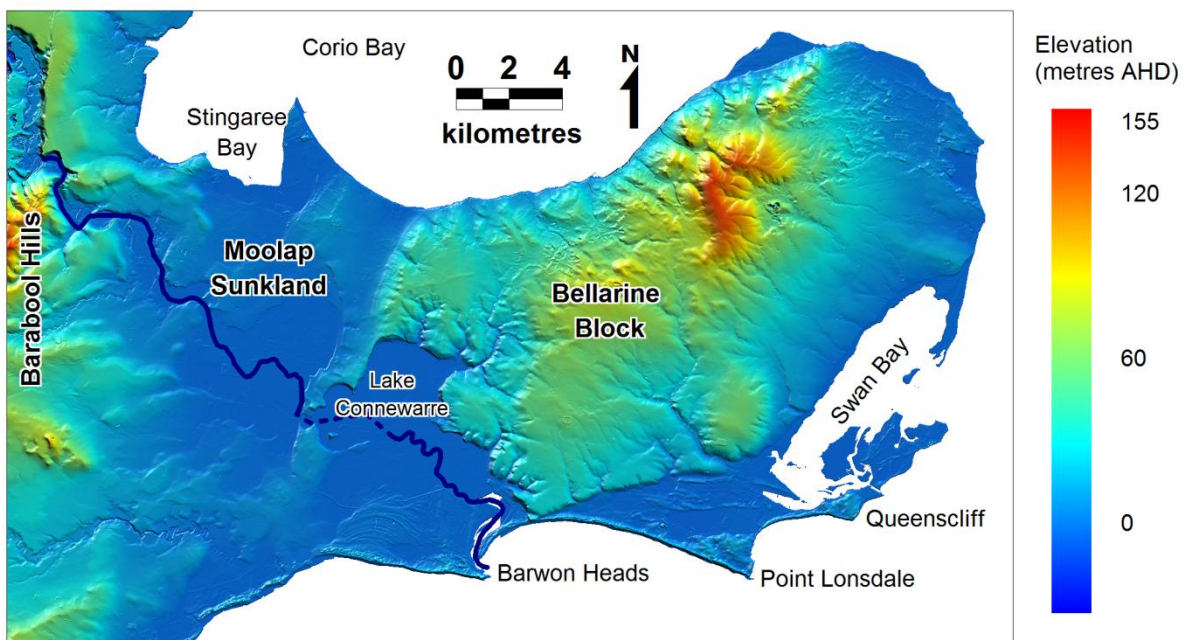 Corio Bay
0 2 4
kilometres
N
Stingaree
Bay
Barabool Hills
Moolap
Sunkland
Bellarine
Block
Lake
Connewarre
Swan Bay
Queenscliff
Barwon Heads
Point Lonsdale
Elevation
(metres AHD)
155
120
60
0